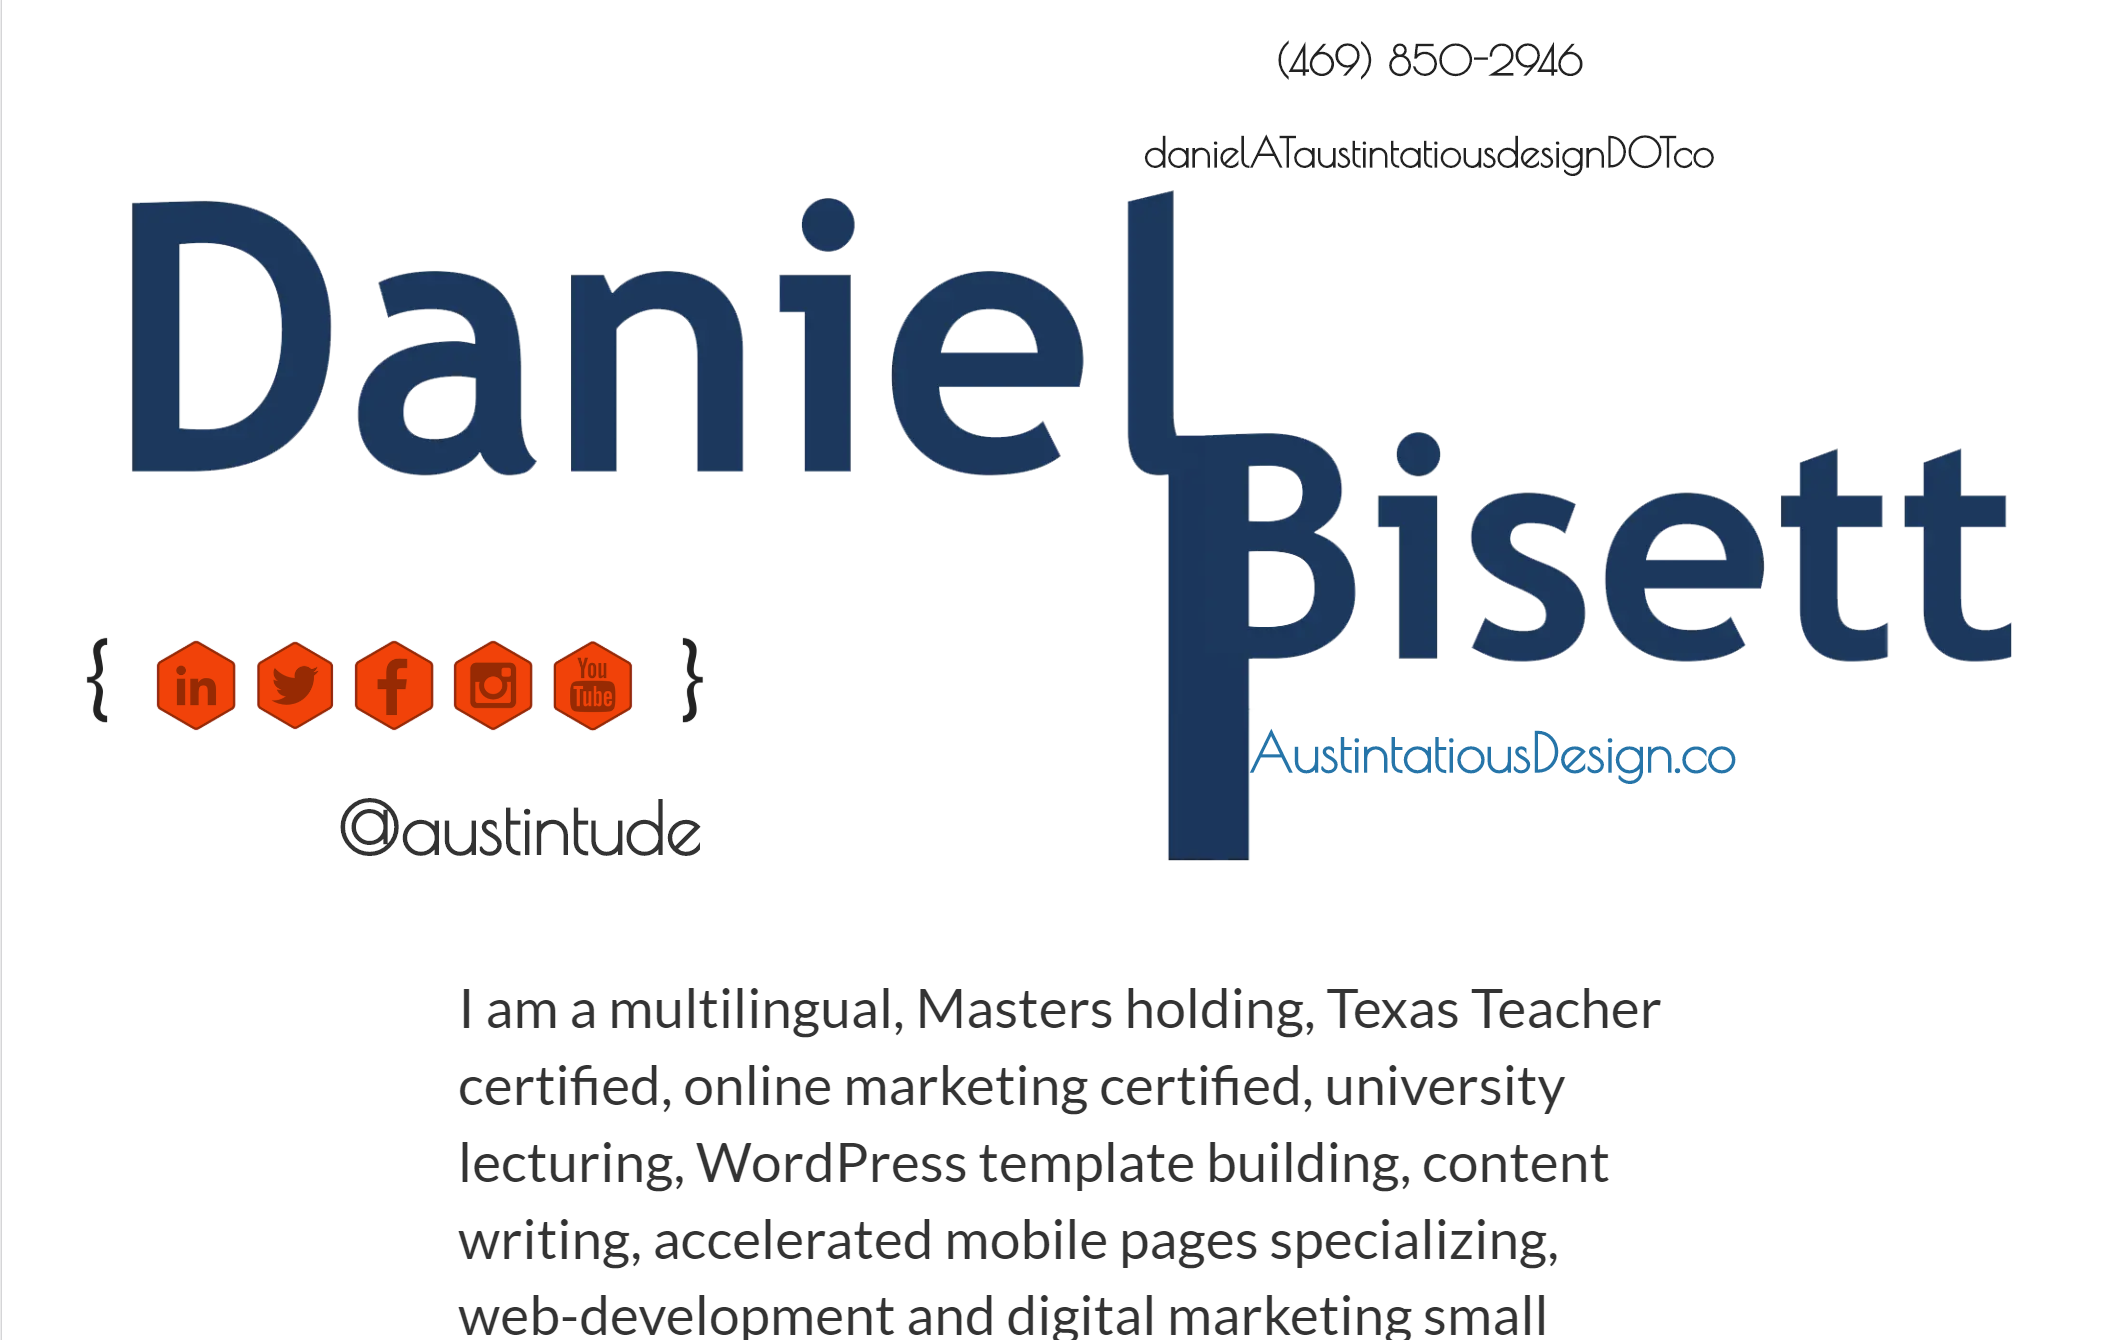 (469) 850-2946
danielATaustintatiousdesignDOTco
Daniel
Bisett
{ in f You Tube }
AustintatiousDesign.co
@austintude
I am a multilingual, Masters holding, Texas Teacher
certified, online marketing certified, university
lecturing, WordPress template building, content
writing, accelerated mobile pages specializing,
web-development and digital marketing small